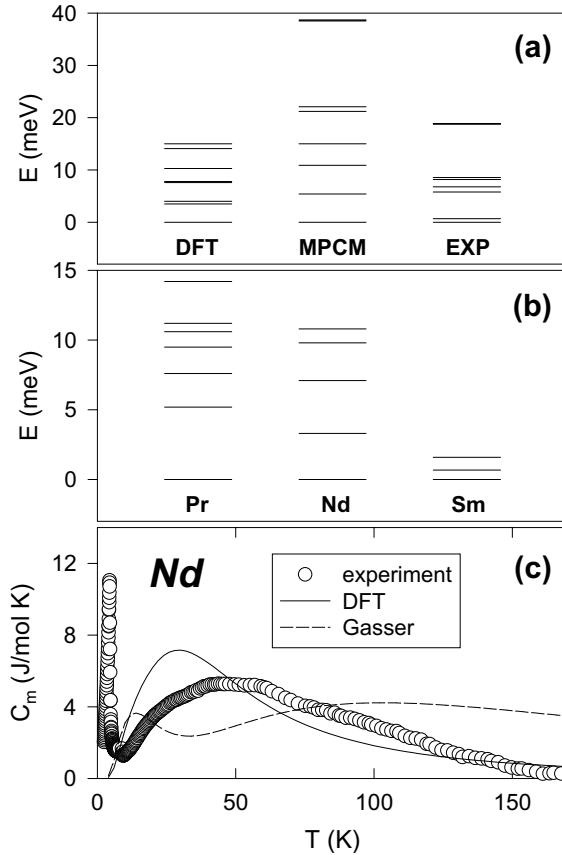 40
(a)
30
E (meV)
20
10
0
DFT MPCM EXP
15
(b)
10
E (meV)
5
0
Pr Nd Sm
12
Nd
experiment
(c)
DFT
Gasser
8
C_m (J/mol K)
4
0
0 50 100 150
T (K)